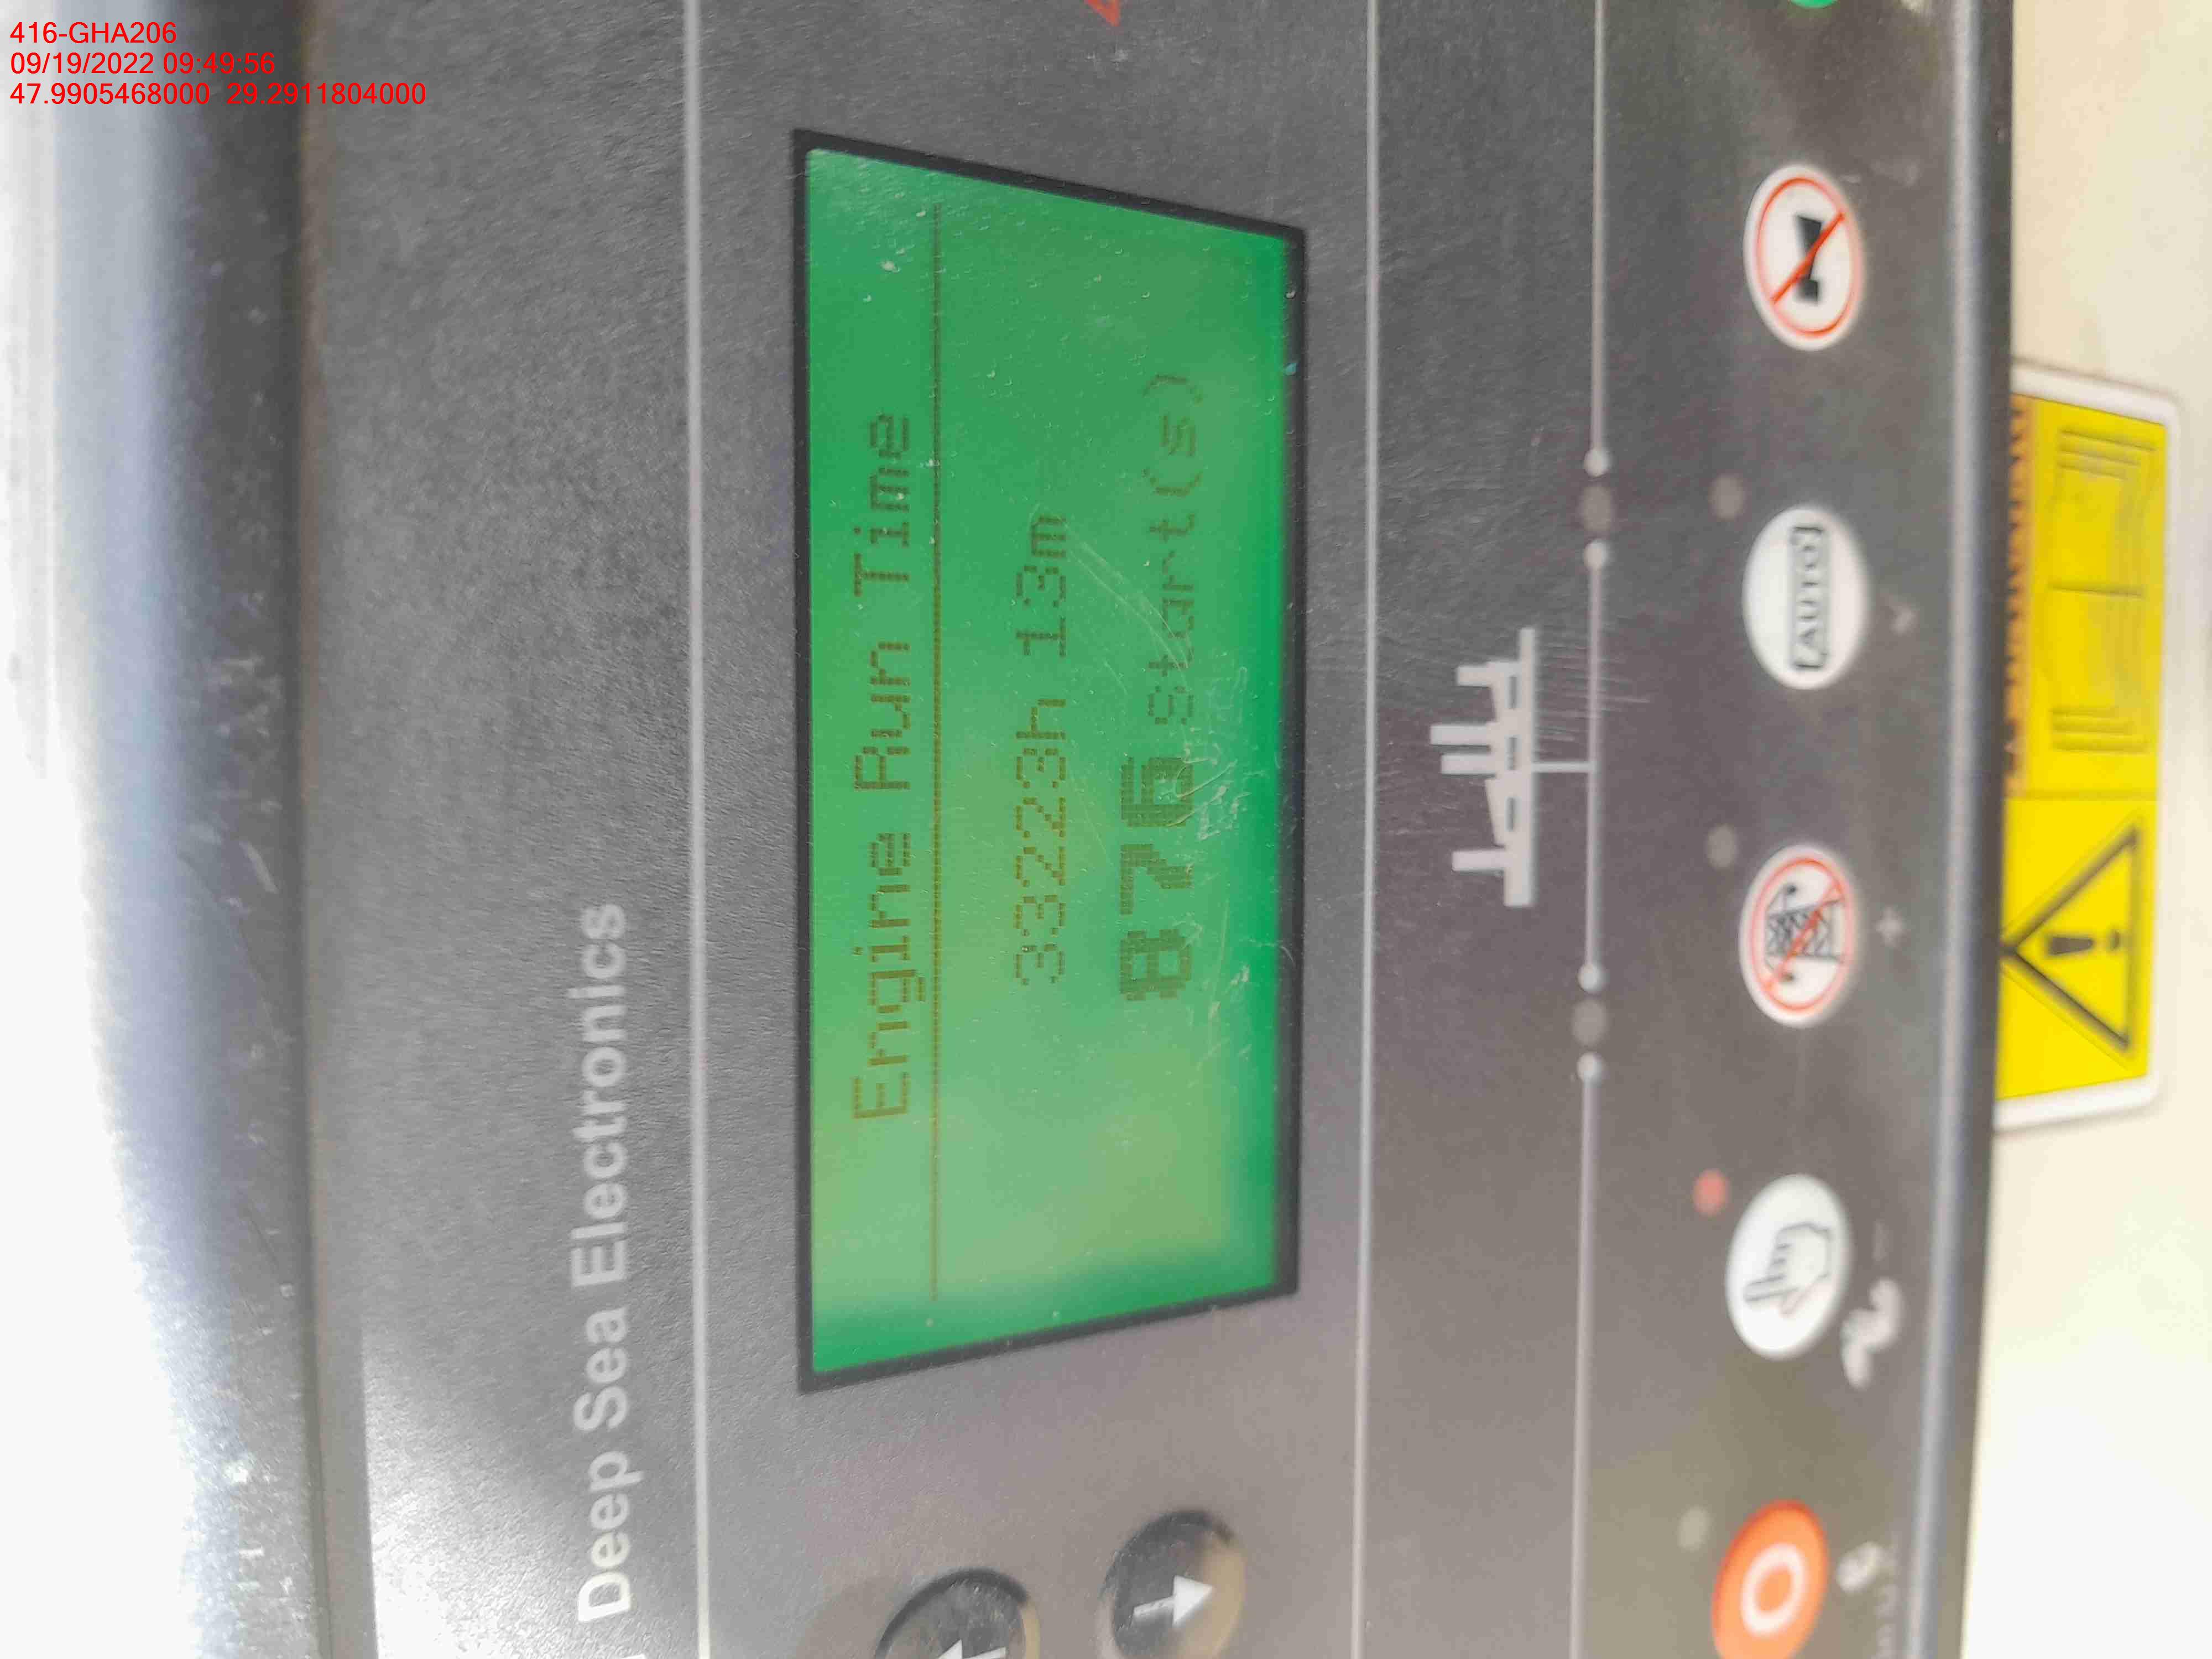 416-GHA206
09/19/2022 09:49:56
47.9905468000 29.2911804000
Deep Sea Electronics
Engine Run Time
33223h 13m
876 start(s)
AUTO